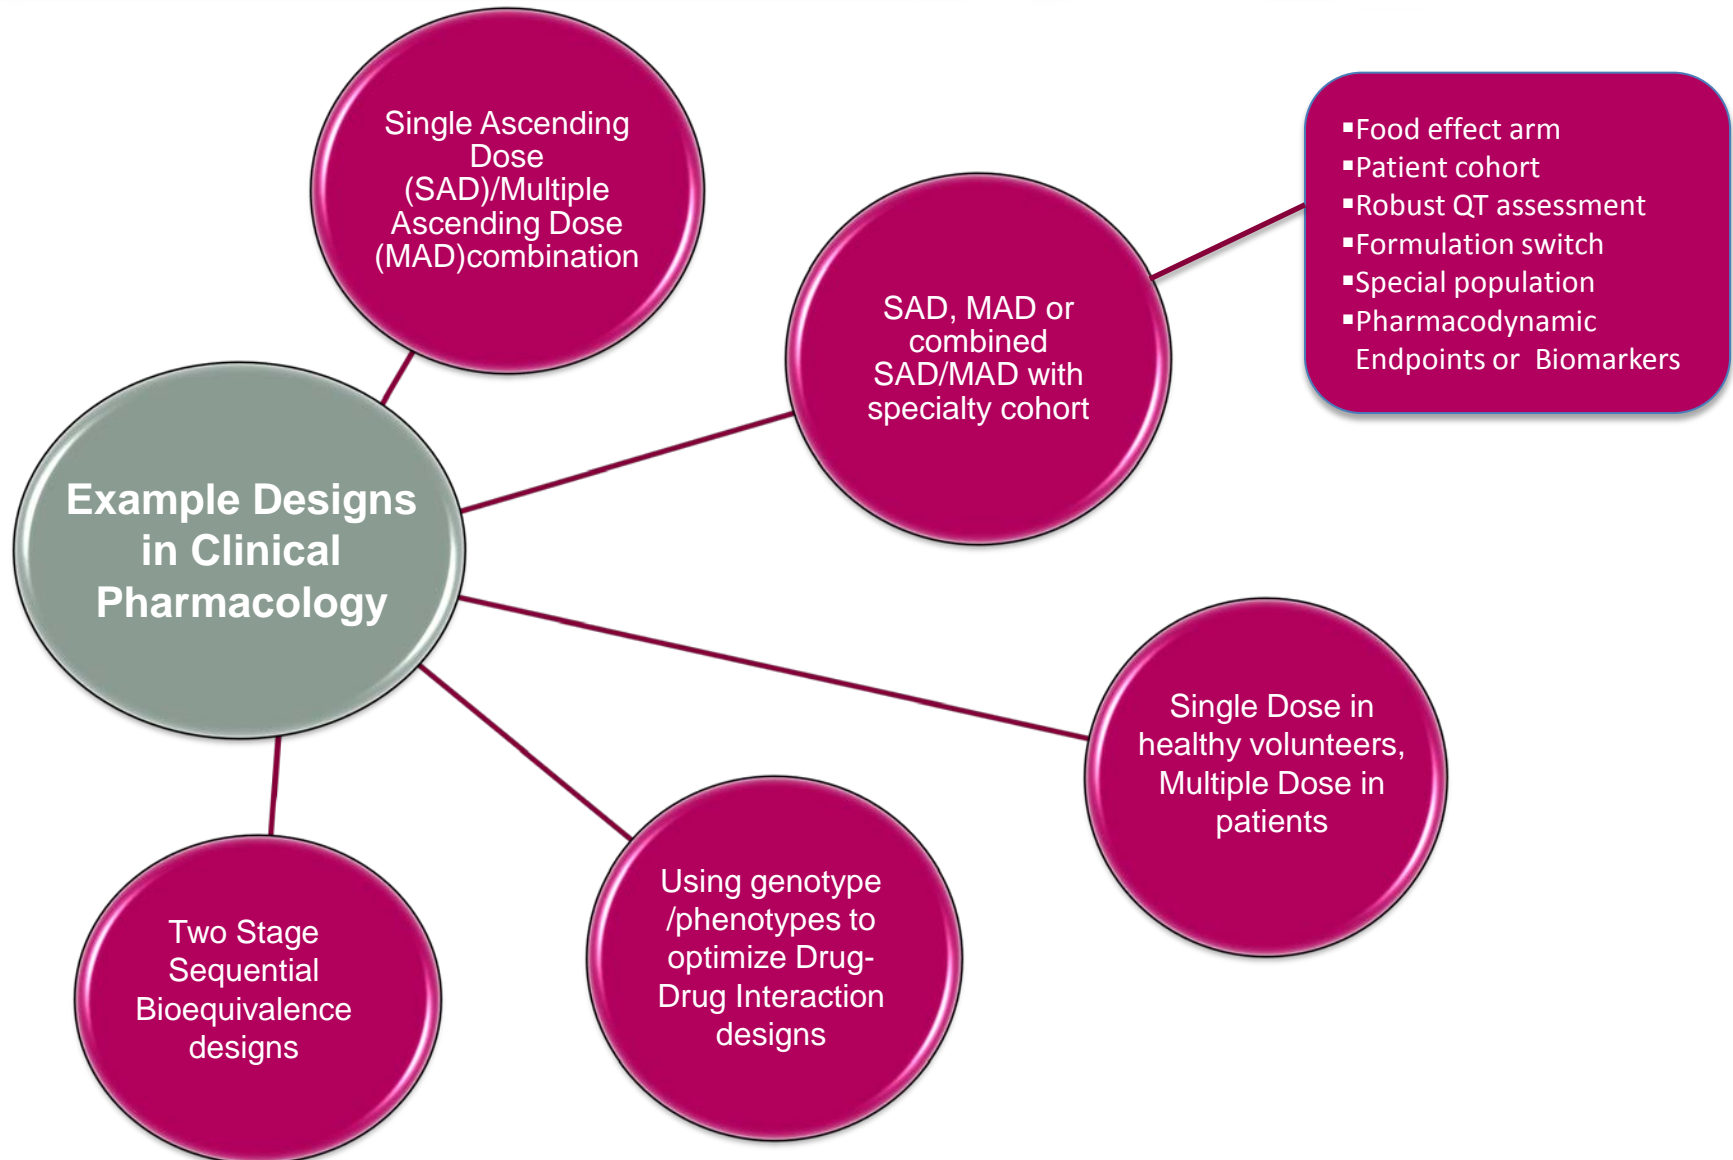 Single Ascending
Dose
(SAD)/Multiple
Ascending Dose
(MAD)combination
▪Food effect arm
▪Patient cohort
▪Robust QT assessment
▪Formulation switch
▪Special population
▪Pharmacodynamic
Endpoints or Biomarkers
SAD, MAD or
combined
SAD/MAD with
specialty cohort
Example Designs
in Clinical
Pharmacology
Single Dose in
healthy volunteers,
Multiple Dose in
patients
Using genotype
/phenotypes to
optimize Drug-
Drug Interaction
designs
Two Stage
Sequential
Bioequivalence
designs